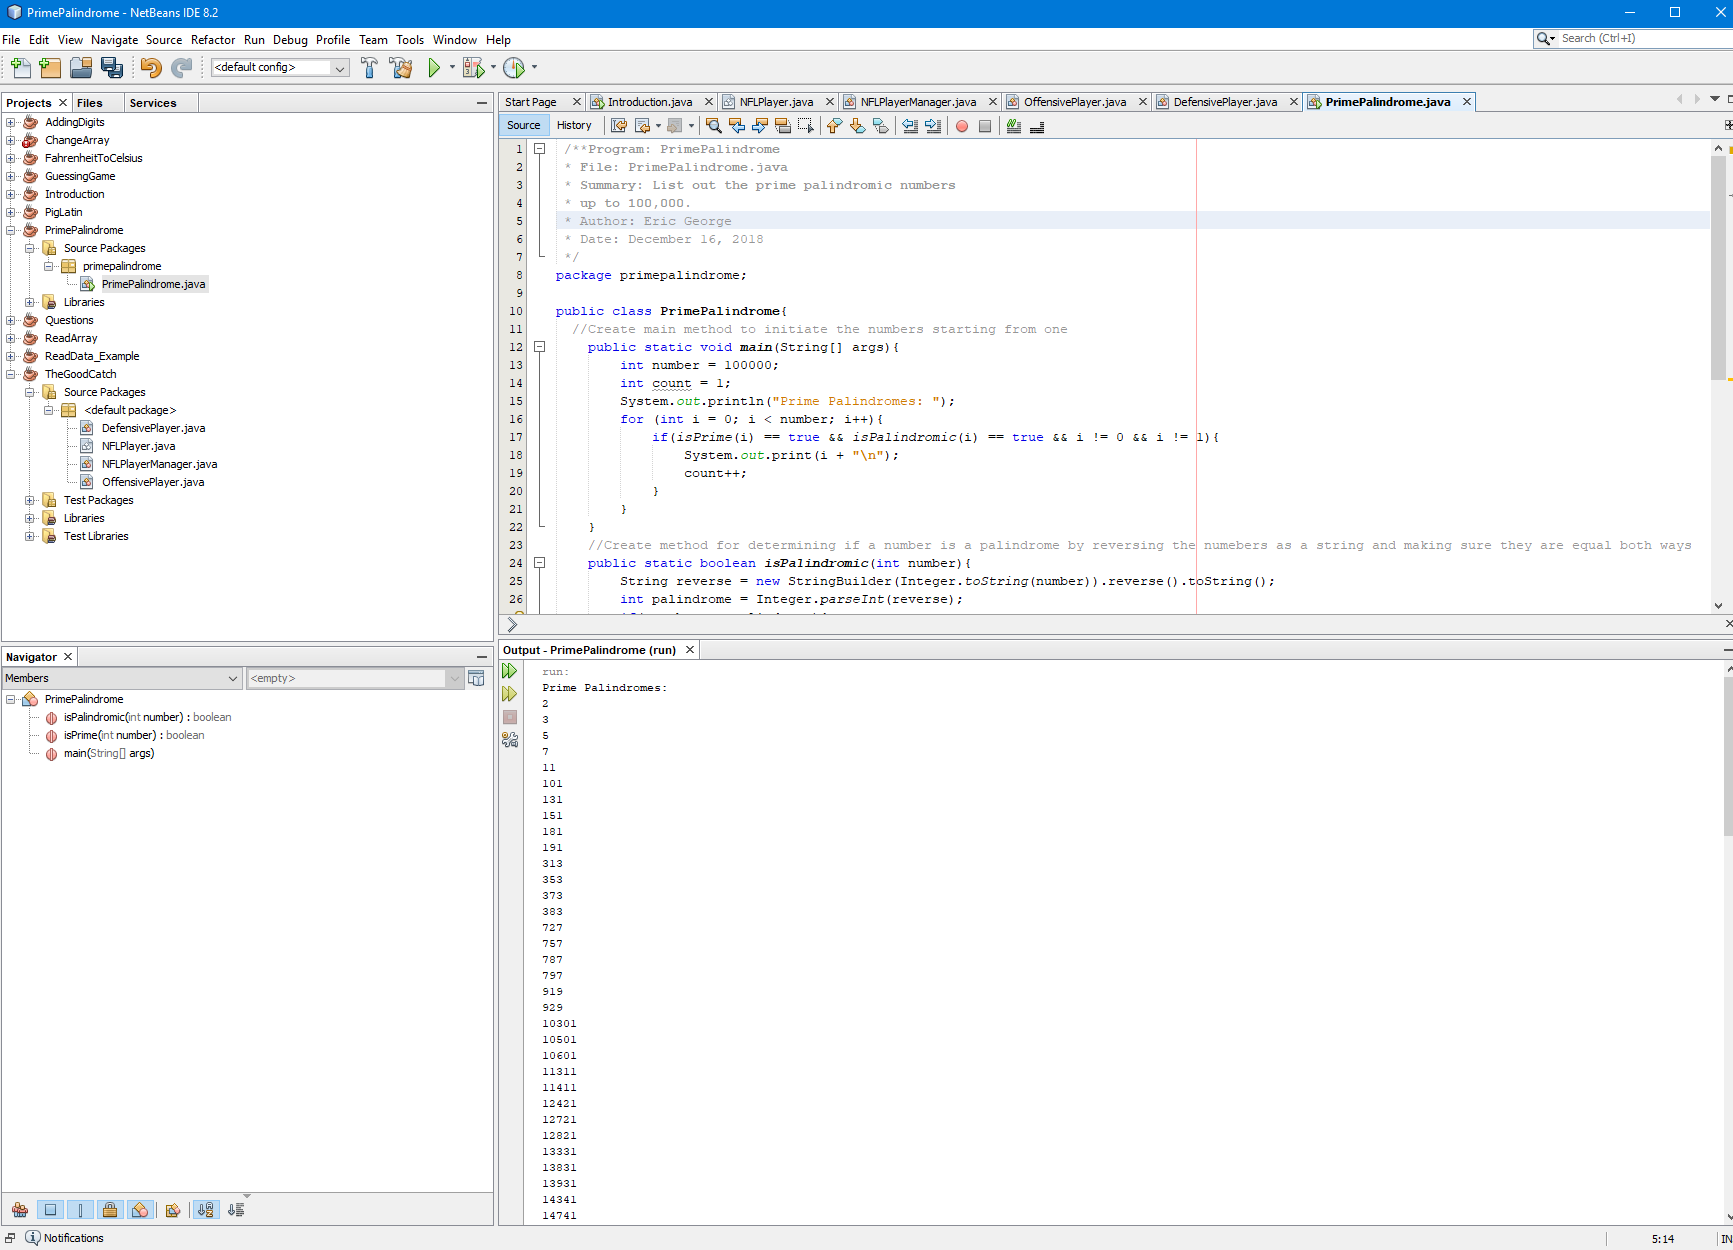 PrimePalindrome - NetBeans IDE 8.2
File Edit View Navigate Source Refactor Run Debug Profile Team Tools Window Help
Search (Ctrl+I)
<default config>
Projects Files Services
AddingDigits
ChangeArray
FahrenheitToCelsius
GuessingGame
Introduction
PigLatin
PrimePalindrome
Source Packages
primepalindrome
PrimePalindrome.java
Libraries
Questions
ReadArray
ReadData_Example
TheGoodCatch
Source Packages
<default package>
DefensivePlayer.java
NFLPlayer.java
NFLPlayerManager.java
OffensivePlayer.java
Test Packages
Libraries
Test Libraries
Start Page Introduction.java NFLPlayer.java NFLPlayerManager.java OffensivePlayer.java DefensivePlayer.java PrimePalindrome.java
Source History
1 /**Program: PrimePalindrome
2 * File: PrimePalindrome.java
3 * Summary: List out the prime palindromic numbers
4 * up to 100,000.
5 * Author: Eric George
6 * Date: December 16, 2018
7 */
8 package primepalindrome;
9
10 public class PrimePalindrome{
11 //Create main method to initiate the numbers starting from one
12 public static void main(String[] args){
13 int number = 100000;
14 int count = 1;
15 System.out.println("Prime Palindromes: ");
16 for (int i = 0; i < number; i++){
17 if(isPrime(i) == true && isPalindromic(i) == true && i != 0 && i != 1){
18 System.out.print(i + "\n");
19 count++;
20 }
21 }
22 }
23 //Create method for determining if a number is a palindrome by reversing the numebers as a string and making sure they are equal both ways
24 public static boolean isPalindromic(int number){
25 String reverse = new StringBuilder(Integer.toString(number)).reverse().toString();
26 int palindrome = Integer.parseInt(reverse);
Navigator
Members <empty>
PrimePalindrome
isPalindromic(int number) : boolean
isPrime(int number) : boolean
main(String[] args)
Output - PrimePalindrome (run)
run:
Prime Palindromes:
2
3
5
7
11
101
131
151
181
191
313
353
373
383
727
757
787
797
919
929
10301
10501
10601
11311
11411
12421
12721
12821
13331
13831
13931
14341
14741
Notifications
5:14 IN